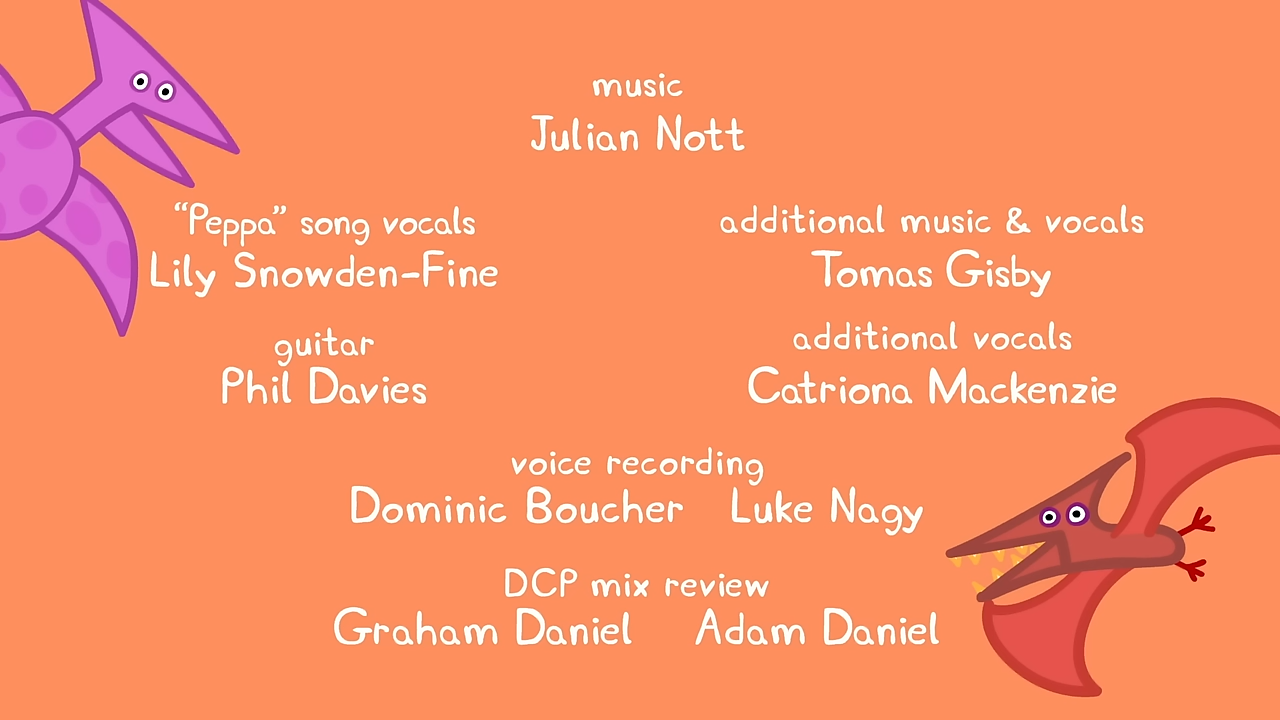 music
Julian Nott
“Peppa” song vocals
Lily Snowden-Fine
additional music & vocals
Tomas Gisby
guitar
Phil Davies
additional vocals
Catriona Mackenzie
voice recording
Dominic Boucher Luke Nagy
DCP mix review
Graham Daniel Adam Daniel